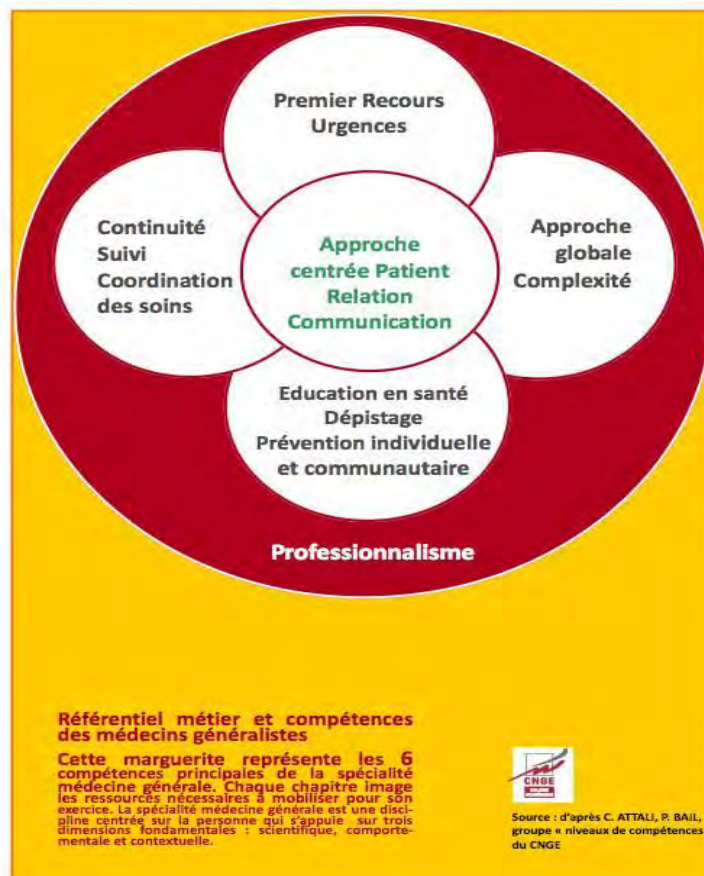 Premier Recours
Urgences
Continuité
Suivi
Coordination
des soins
Approche
centrée Patient
Relation
Communication
Approche
globale
Complexité
Education en santé
Dépistage
Prévention individuelle
et communautaire
Professionnalisme
Référentiel métier et compétences
des médecins généralistes
Cette marguerite représente les 6
compétences principales de la spécialité
médecine générale. Chaque chapitre image
les ressources nécessaires à mobiliser pour son
exercice. La spécialité médecine générale est une disci-
pline centrée sur la personne qui s'appuie sur trois
dimensions fondamentales : scientifique, comporte-
mentale et contextuelle.
CNGE
Source : d'après C. ATTALI, P. BAIL,
groupe « niveaux de compétences
du CNGE